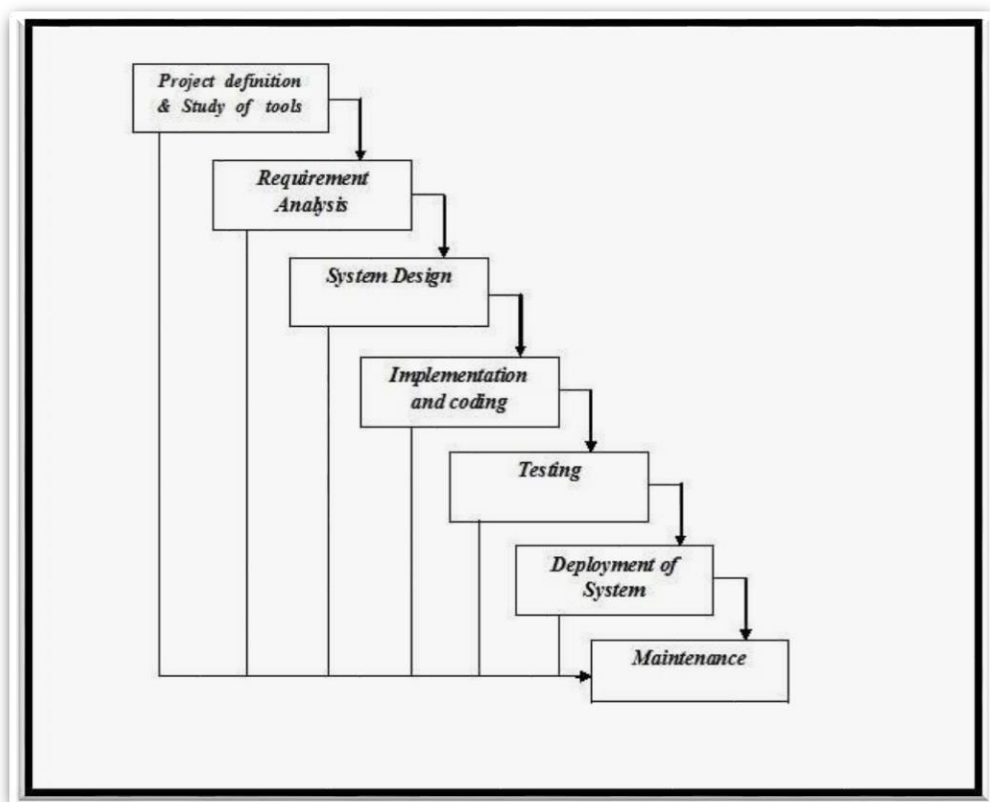 Project definition
& Study of tools
Requirement
Analysis
System Design
Implementation
and coding
Testing
Deployment of
System
Maintenance